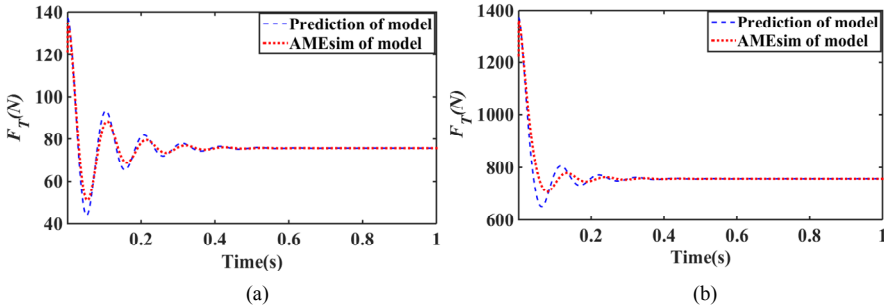 140
120
100
80
60
40
F_T(N)
0.2
0.4
0.6
0.8
1
Time(s)
Prediction of model
AMEsim of model
(a)
1400
1200
1000
800
600
F_T(N)
0.2
0.4
0.6
0.8
1
Time(s)
Prediction of model
AMEsim of model
(b)